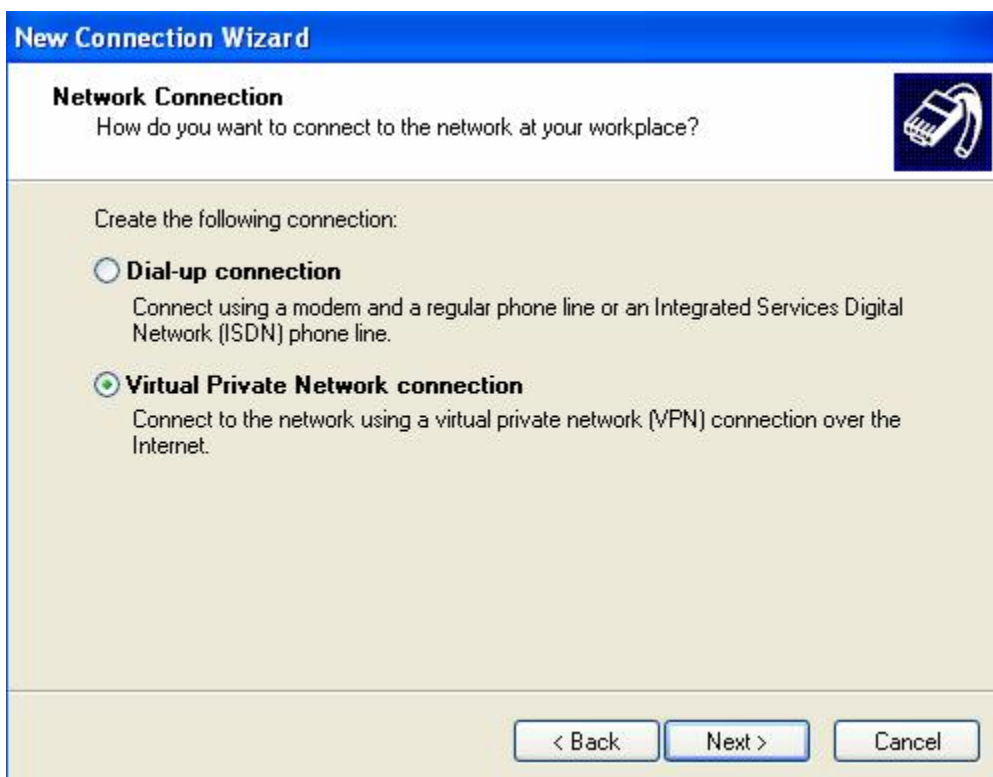 New Connection Wizard
Network Connection
How do you want to connect to the network at your workplace?
Create the following connection:
Dial-up connection
Connect using a modem and a regular phone line or an Integrated Services Digital
Network (ISDN) phone line.
Virtual Private Network connection
Connect to the network using a virtual private network (VPN) connection over the
Internet.
< Back
Next >
Cancel